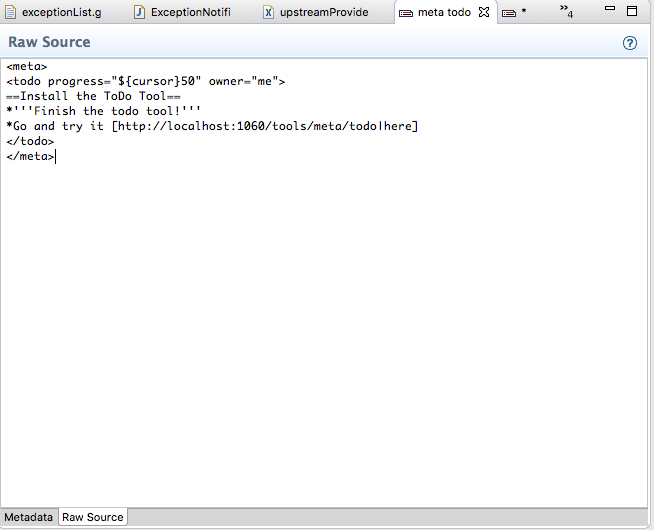 exceptionList.g
ExceptionNotifi
upstreamProvide
meta todo
*
»4
Raw Source
?
<meta>
<todo progress="${cursor}50" owner="me">
==Install the ToDo Tool==
*'''Finish the todo tool!'''
*Go and try it [http://localhost:1060/tools/meta/todo|here]
</todo>
</meta>
Metadata
Raw Source